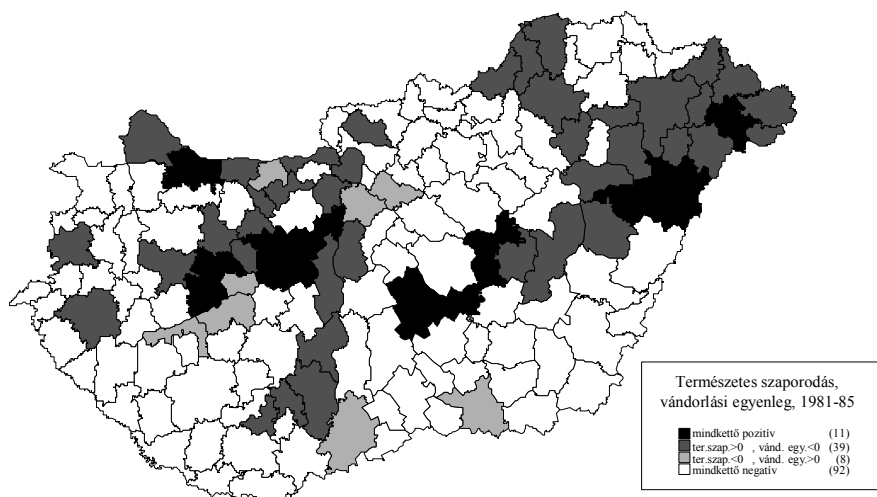 Természetes szaporodás,
vándorlási egyenleg, 1981-85
mindkettő pozitív (11)
ter.szap.>0 , vánd. egy.<0 (39)
ter.szap.<0 , vánd. egy.>0 (8)
mindkettő negatív (92)